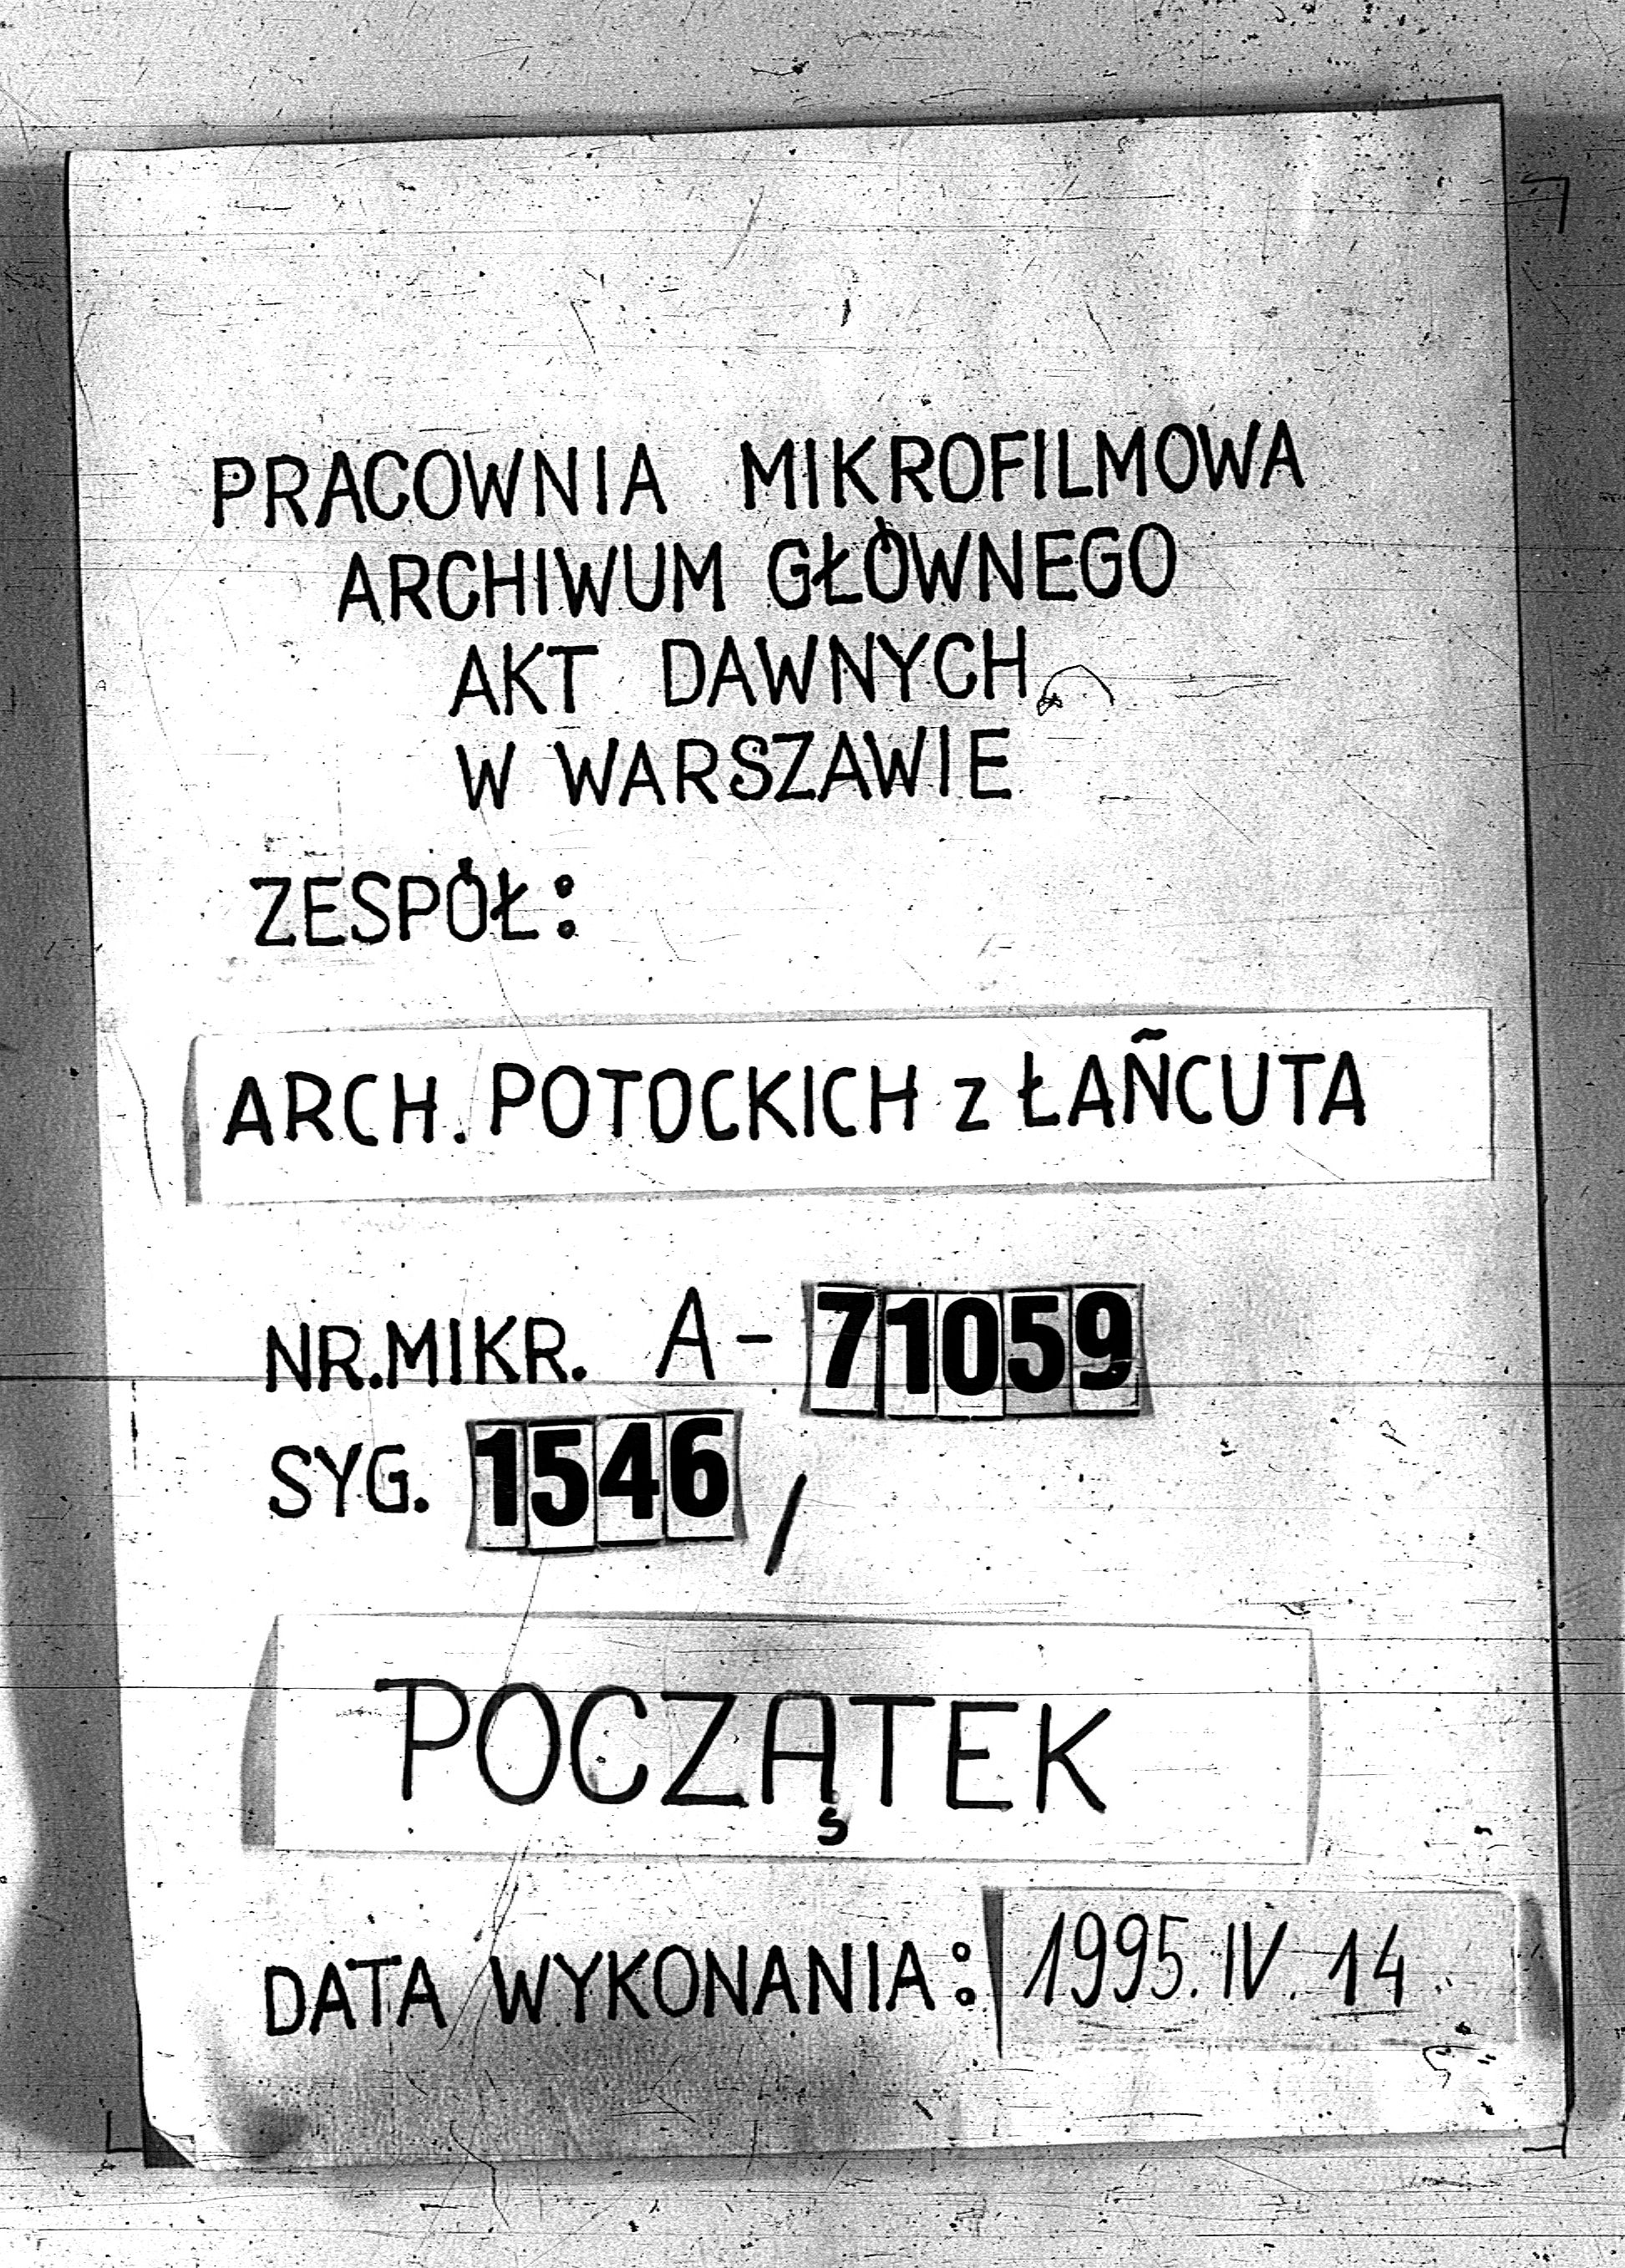 PRACOWNIA MIKROFILMOWA
ARCHIWUM GŁÓWNEGO
AKT DAWNYCH
W WARSZAWIE
ZESPÓŁ:
ARCH. POTOCKICH z ŁAŃCUTA
NR.MIKR. A-71059
SYG. 1546 /
POCZĄTEK
DATA WYKONANIA: 1995.IV.14